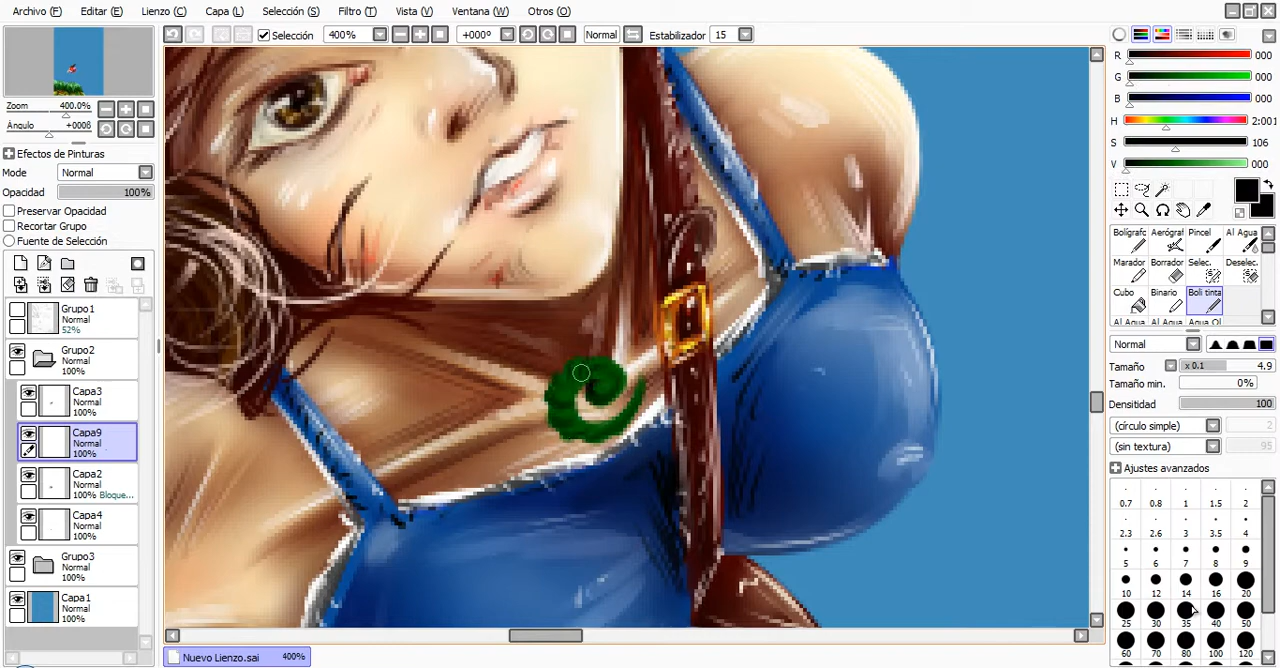 Archivo (F) Editar (E) Lienzo (C) Capa (L) Selección (S) Filtro (T) Vista (V) Ventana (W) Otros (O)
Selección 400% +000° Normal Estabilizador 15
Zoom 400.0%
Ángulo +000ß
Efectos de Pinturas
Modo Normal
Opacidad 100%
Preservar Opacidad
Recortar Grupo
Fuente de Selección
Grupo1
Normal
52%
Grupo2
Normal
100%
Capa3
Normal
100%
Capa9
Normal
100%
Capa2
Normal
100% Bloque...
Capa4
Normal
100%
Grupo3
Normal
100%
Capa1
Normal
100%
Nuevo Lienzo.sai 400%
R 000
G 000
B 000
H 2:001
S 106
V 000
Bolígrafo Aerógraf Pincel Al Agua
Marador Borrador Selec. Deselec.
Cubo Binario Boli tinta
Al Agua Al Agua Agua Ol
Normal
Tamaño x 0.1 4.9
Tamaño min. 0%
Densitad 100
(círculo simple) 2
(sin textura) 95
Ajustes avanzados
0.7 0.8 1 1.5 2
2.3 2.6 3 3.5 4
5 6 7 8 9
10 12 14 16 20
25 30 35 40 50
60 70 80 100 120